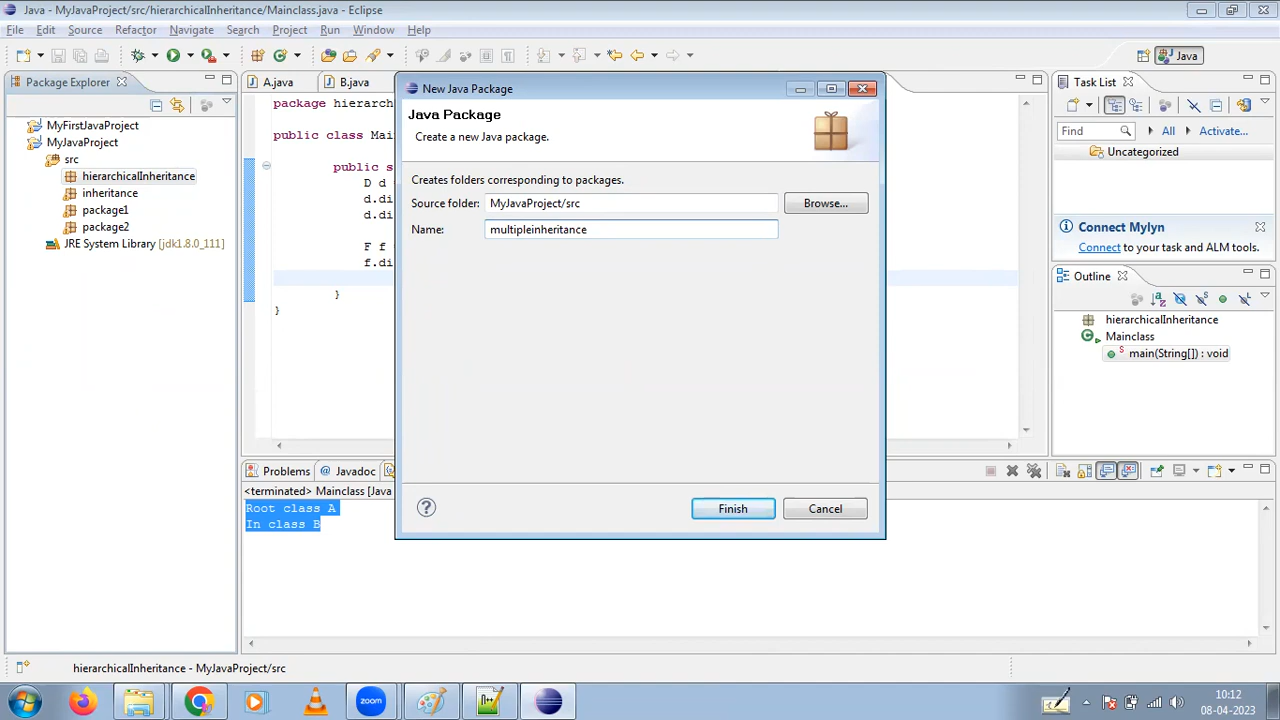 Java - MyJavaProject/src/hierarchicalInheritance/Mainclass.java - Eclipse
File Edit Source Refactor Navigate Search Project Run Window Help
Java
Package Explorer
MyFirstJavaProject
MyJavaProject
src
hierarchicalInheritance
inheritance
package1
package2
JRE System Library [jdk1.8.0_111]
A.java
B.java
package hierarc
public class Mai
public s
D d
d.di
d.di
F f
f.di
}
}
New Java Package
Java Package
Create a new Java package.
Creates folders corresponding to packages.
Source folder: MyJavaProject/src Browse...
Name: multipleinheritance
Finish Cancel
Task List
Find All Activate...
Uncategorized
Connect Mylyn
Connect to your task and ALM tools.
Outline
hierarchicalInheritance
Mainclass
main(String[]) : void
Problems @ Javadoc
<terminated> Mainclass [Java
Root class A
In class B
hierarchicalInheritance - MyJavaProject/src
zoom
10:12
08-04-2023